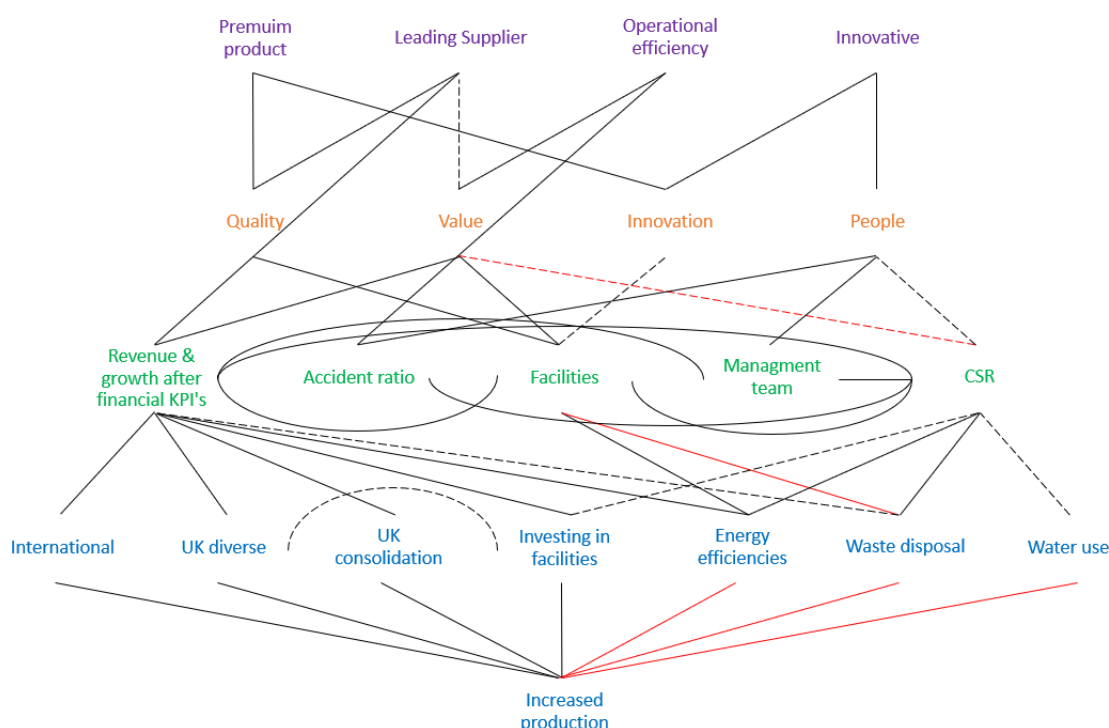 Premuim
product
Leading Supplier
Operational
efficiency
Innovative
Quality
Value
Innovation
People
Revenue &
growth after
financial KPI's
Accident ratio
Facilities
Managment
team
CSR
International
UK diverse
UK
consolidation
Investing in
facilities
Energy
efficiencies
Waste disposal
Water use
Increased
production